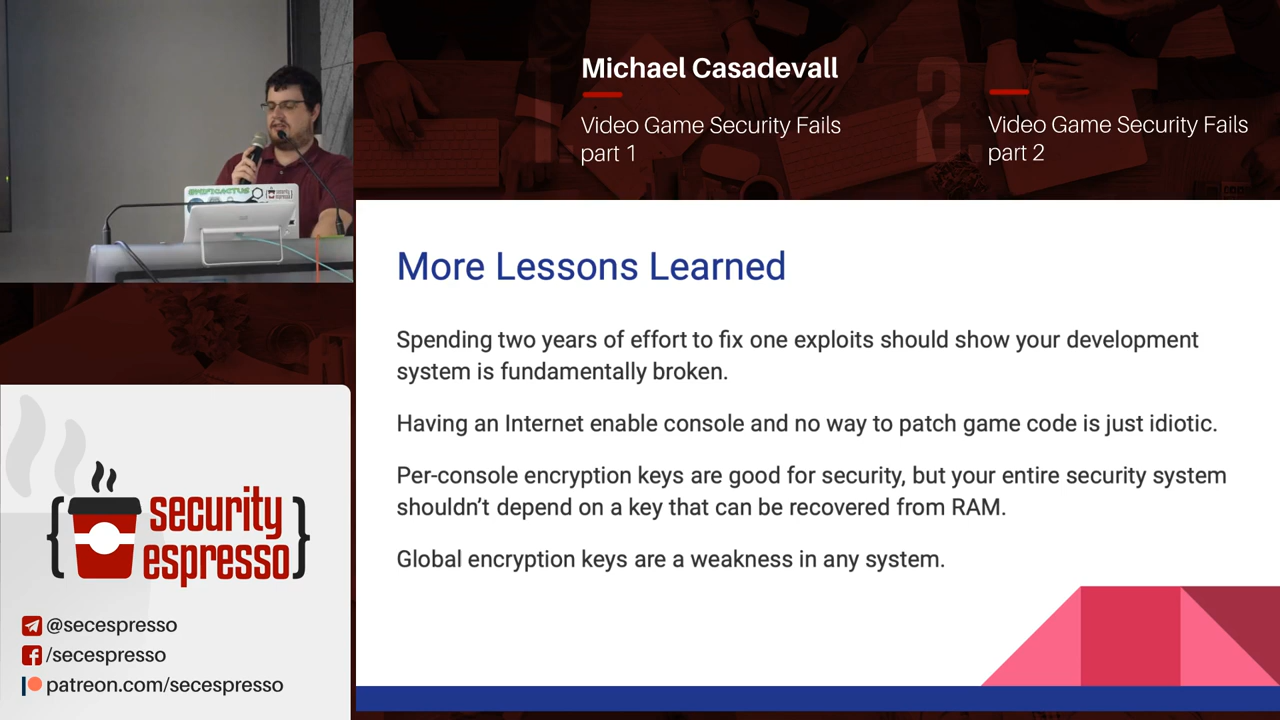 Michael Casadevall
1.
Video Game Security Fails
part 1
2.
Video Game Security Fails
part 2
More Lessons Learned
Spending two years of effort to fix one exploits should show your development
system is fundamentally broken.
Having an Internet enable console and no way to patch game code is just idiotic.
Per-console encryption keys are good for security, but your entire security system
shouldn't depend on a key that can be recovered from RAM.
Global encryption keys are a weakness in any system.
{security
espresso}
@secespresso
/secespresso
patreon.com/secespresso